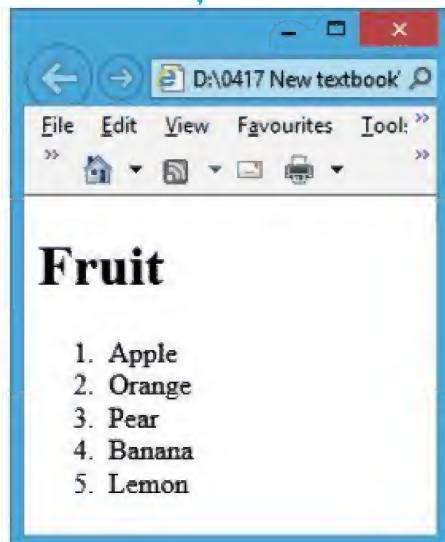 D:\0417 New textbook\
File Edit View Favourites Tools
Fruit
1. Apple
2. Orange
3. Pear
4. Banana
5. Lemon